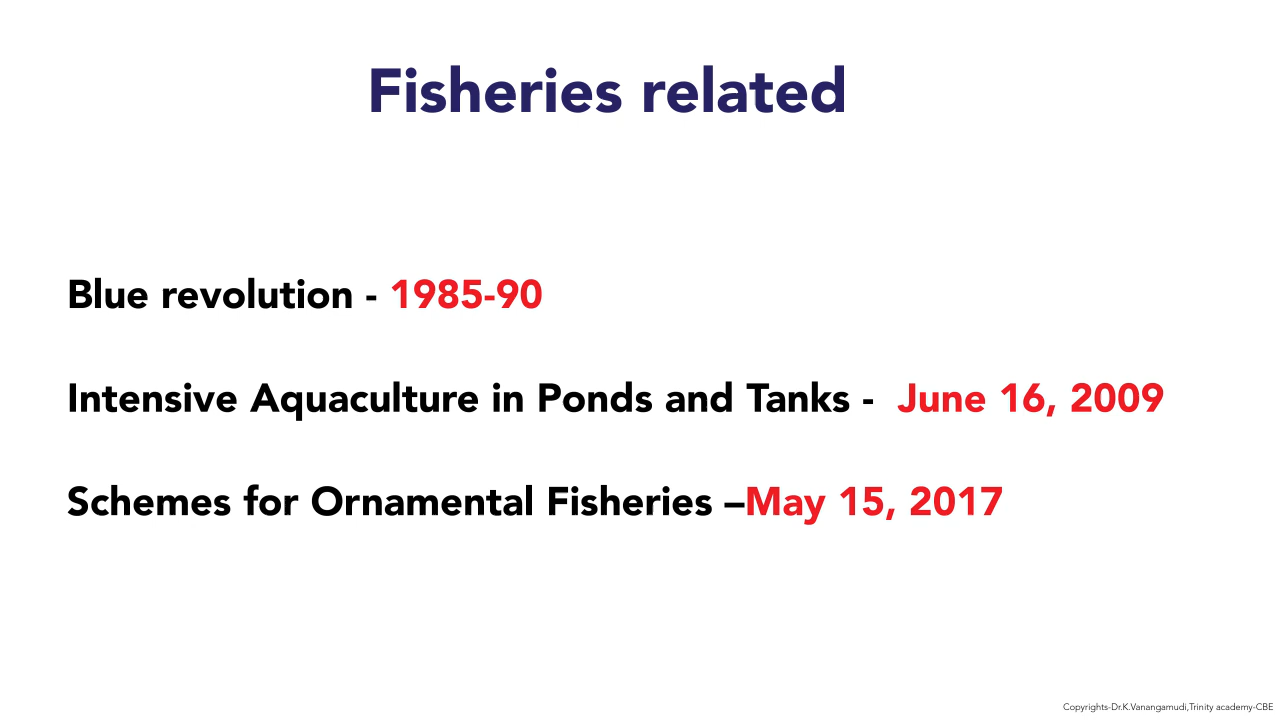 Fisheries related
Blue revolution - 1985-90
Intensive Aquaculture in Ponds and Tanks -  June 16, 2009
Schemes for Ornamental Fisheries –May 15, 2017
Copyrights-Dr.K.Vanangamudi,Trinity academy-CBE